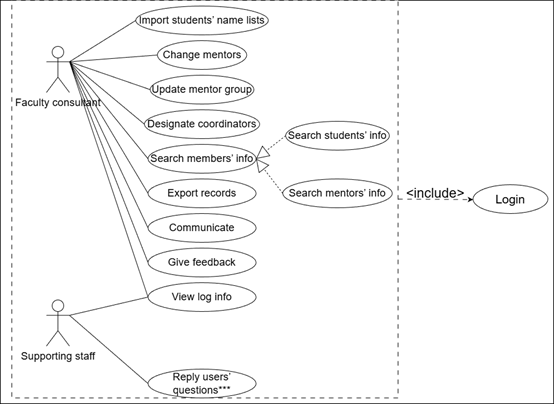 Import students' name lists
Change mentors
Faculty consultant
Update mentor group
Designate coordinators
Search students' info
Search members' info
Export records
Search mentors' info
<include>
Login
Communicate
Give feedback
View log info
Supporting staff
Reply users'
questions***